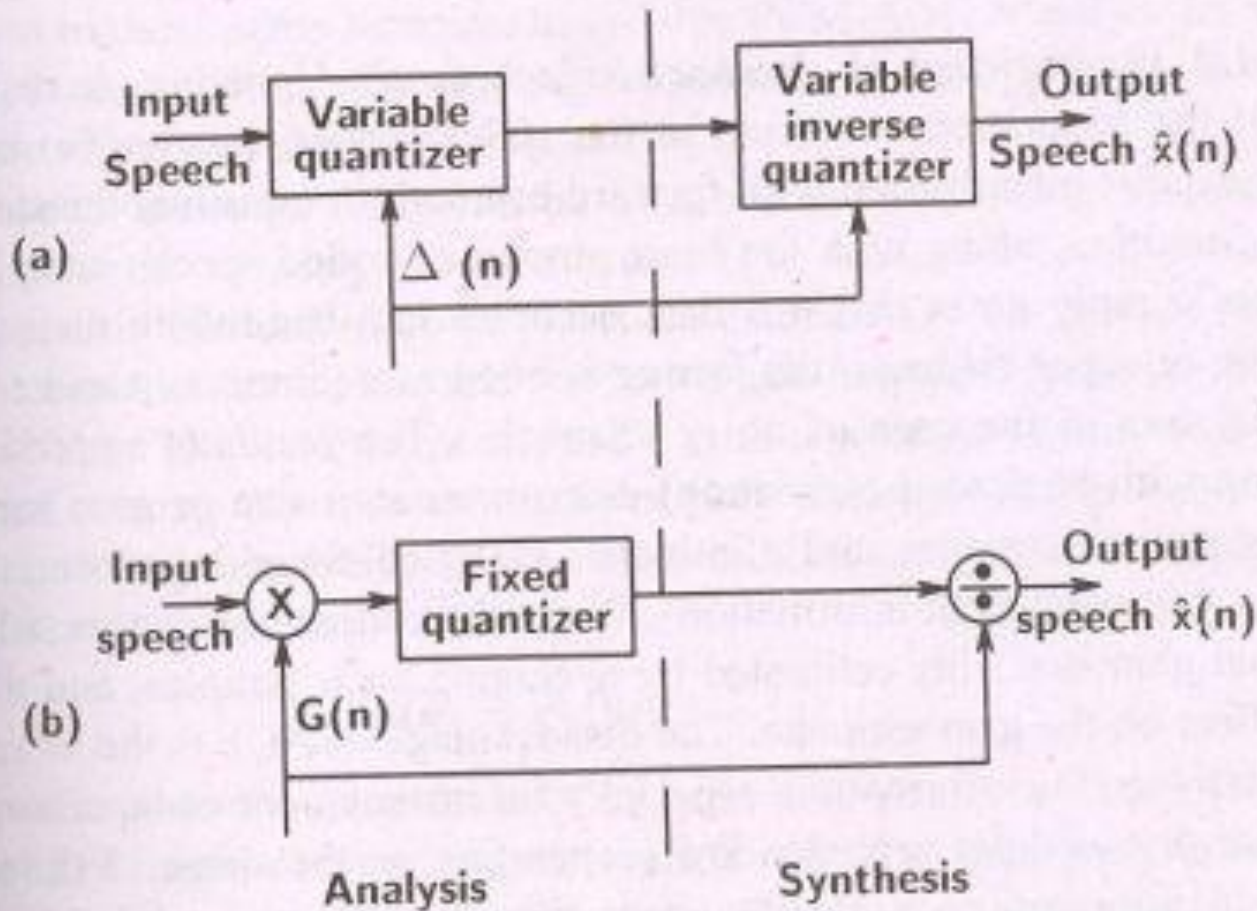 Input
Speech
Variable
quantizer
Variable
inverse
quantizer
Output
Speech x̂(n)
(a)
Δ (n)
Input
speech
X
Fixed
quantizer
÷
Output
speech x̂(n)
(b)
G(n)
Analysis
Synthesis